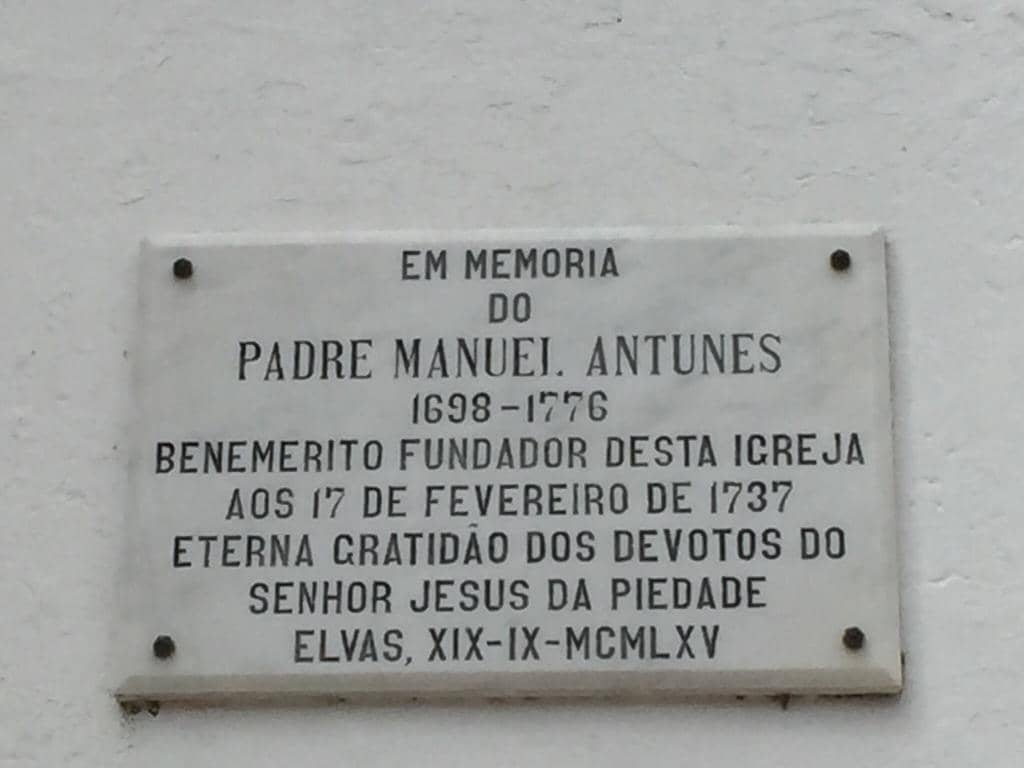 EM MEMORIA
DO
PADRE MANUEL ANTUNES
1698-1776
BENEMERITO FUNDADOR DESTA IGREJA
AOS 17 DE FEVEREIRO DE 1737
ETERNA GRATIDÃO DOS DEVOTOS DO
SENHOR JESUS DA PIEDADE
ELVAS, XIX-IX-MCMLXV